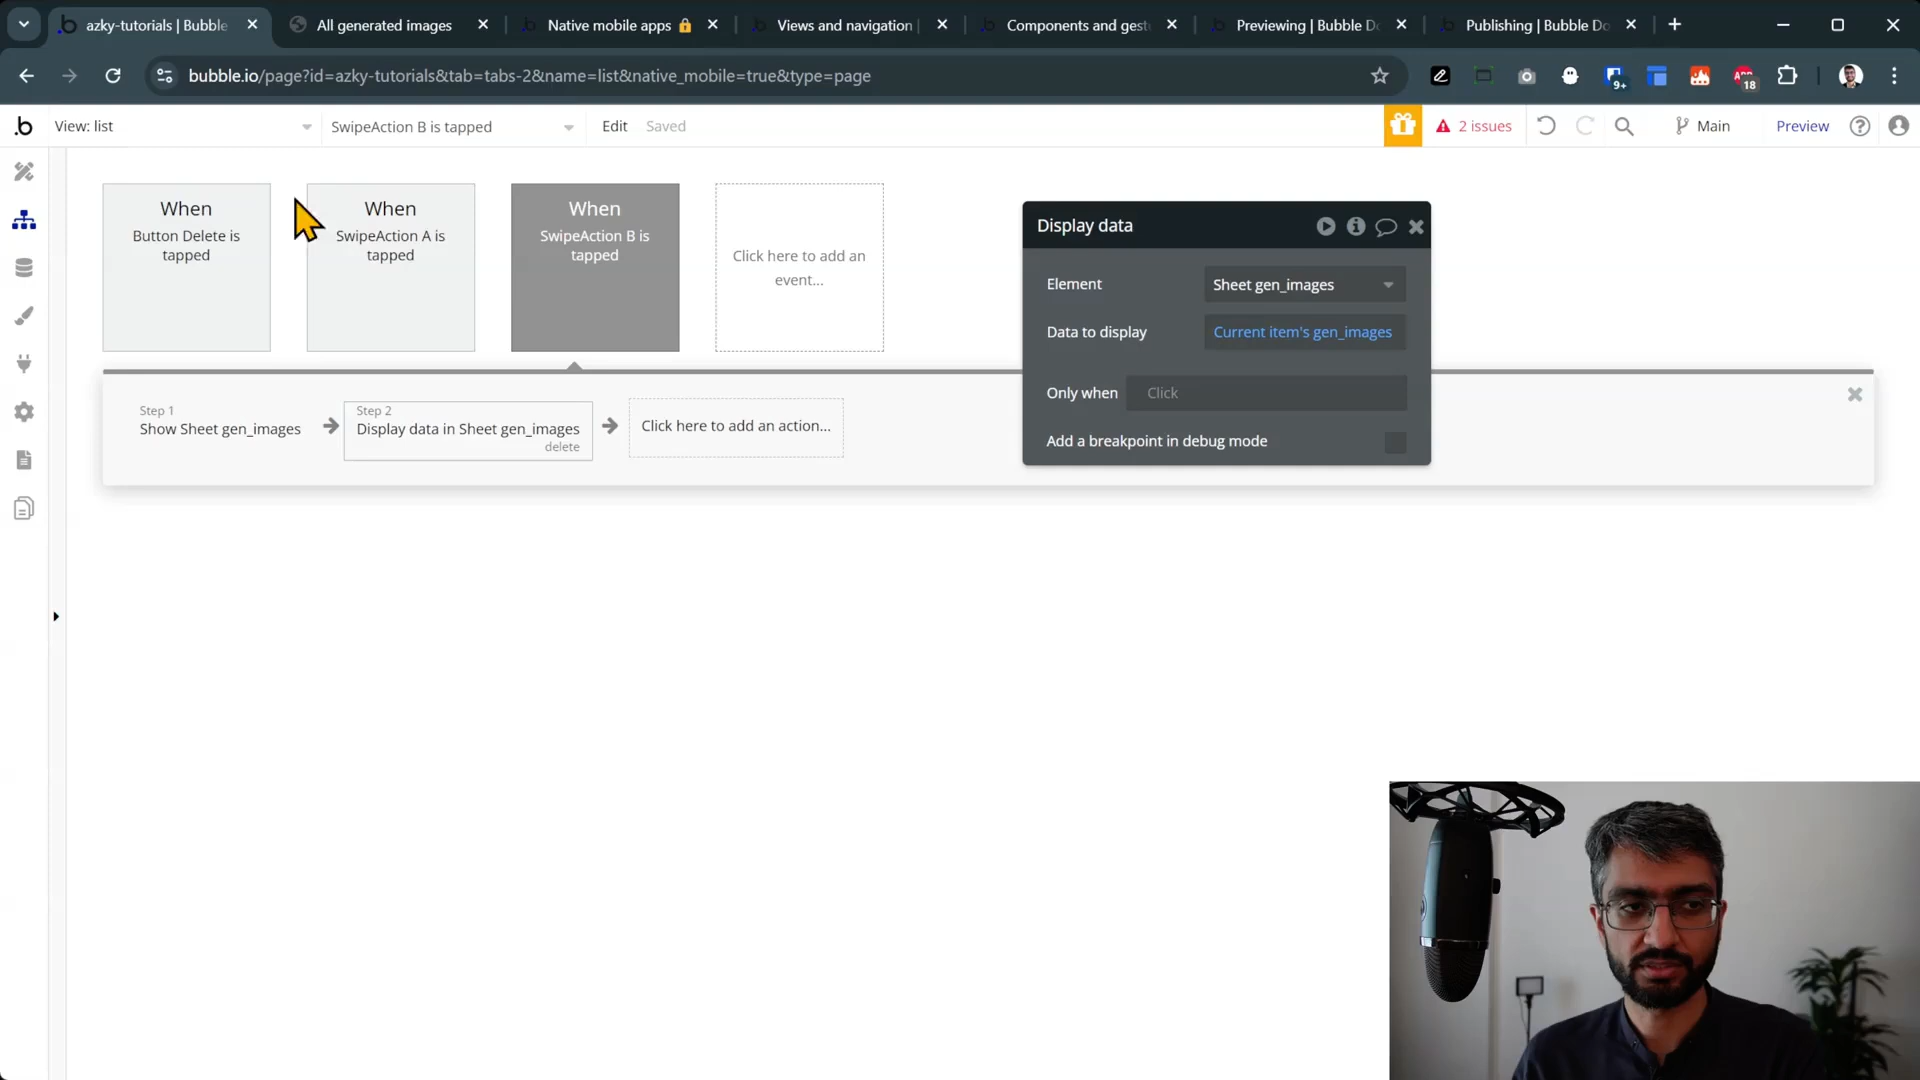 azky-tutorials | Bubble
All generated images
Native mobile apps 🔒
Views and navigation |
Components and gest
Previewing | Bubble Do
Publishing | Bubble Do
bubble.io/page?id=azky-tutorials&tab=tabs-2&name=list&native_mobile=true&type=page
9+
18
.b
View: list
SwipeAction B is tapped
Edit
Saved
2 issues
Main
Preview
When
Button Delete is
tapped
When
SwipeAction A is
tapped
When
SwipeAction B is
tapped
Click here to add an
event...
Display data
Element
Sheet gen_images
Data to display
Current item's gen_images
Only when
Click
Add a breakpoint in debug mode
Step 1
Show Sheet gen_images
Step 2
Display data in Sheet gen_images
delete
Click here to add an action...